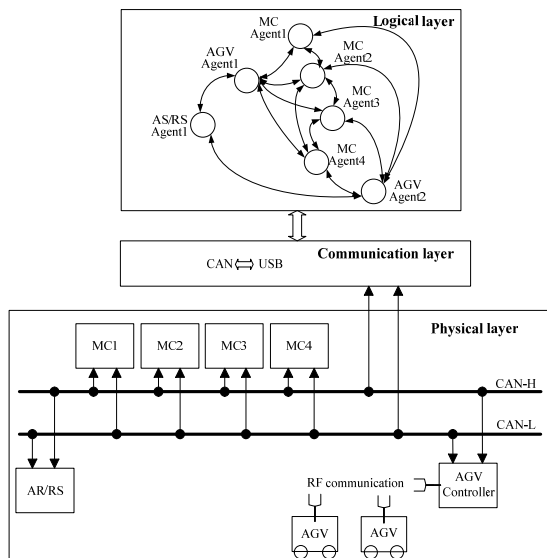 Logical layer
MC
Agent1
AGV
Agent1
MC
Agent2
MC
Agent3
AS/RS
Agent1
MC
Agent4
AGV
Agent2
Communication layer
CAN USB
Physical layer
MC1 MC2 MC3 MC4
CAN-H
CAN-L
AR/RS
RF communication
AGV
Controller
AGV AGV